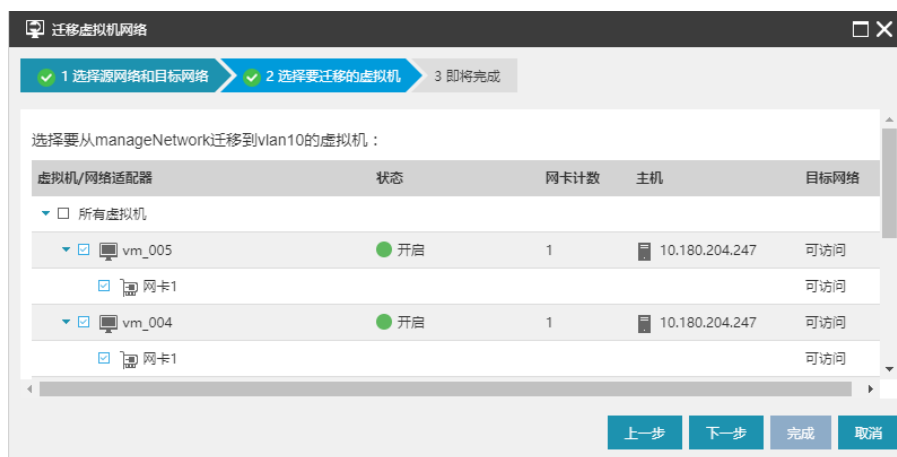 迁移虚拟机网络
1 选择源网络和目标网络 2 选择要迁移的虚拟机 3 即将完成
选择要从manageNetwork迁移到vlan10的虚拟机：
虚拟机/网络适配器 状态 网卡计数 主机 目标网络
所有虚拟机
vm_005 开启 1 10.180.204.247 可访问
网卡1 可访问
vm_004 开启 1 10.180.204.247 可访问
网卡1 可访问
上一步 下一步 完成 取消